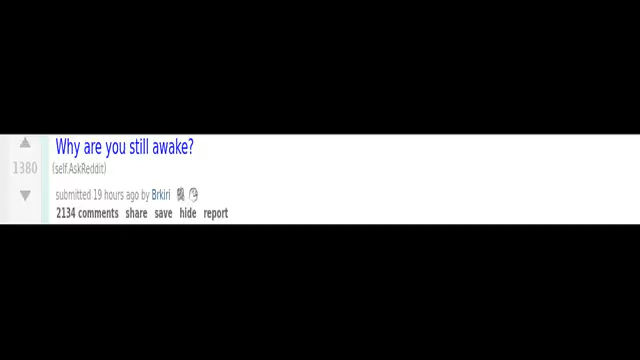 Why are you still awake?
1380
(self.AskReddit)
submitted 19 hours ago by Brkiri
2134 comments share save hide report